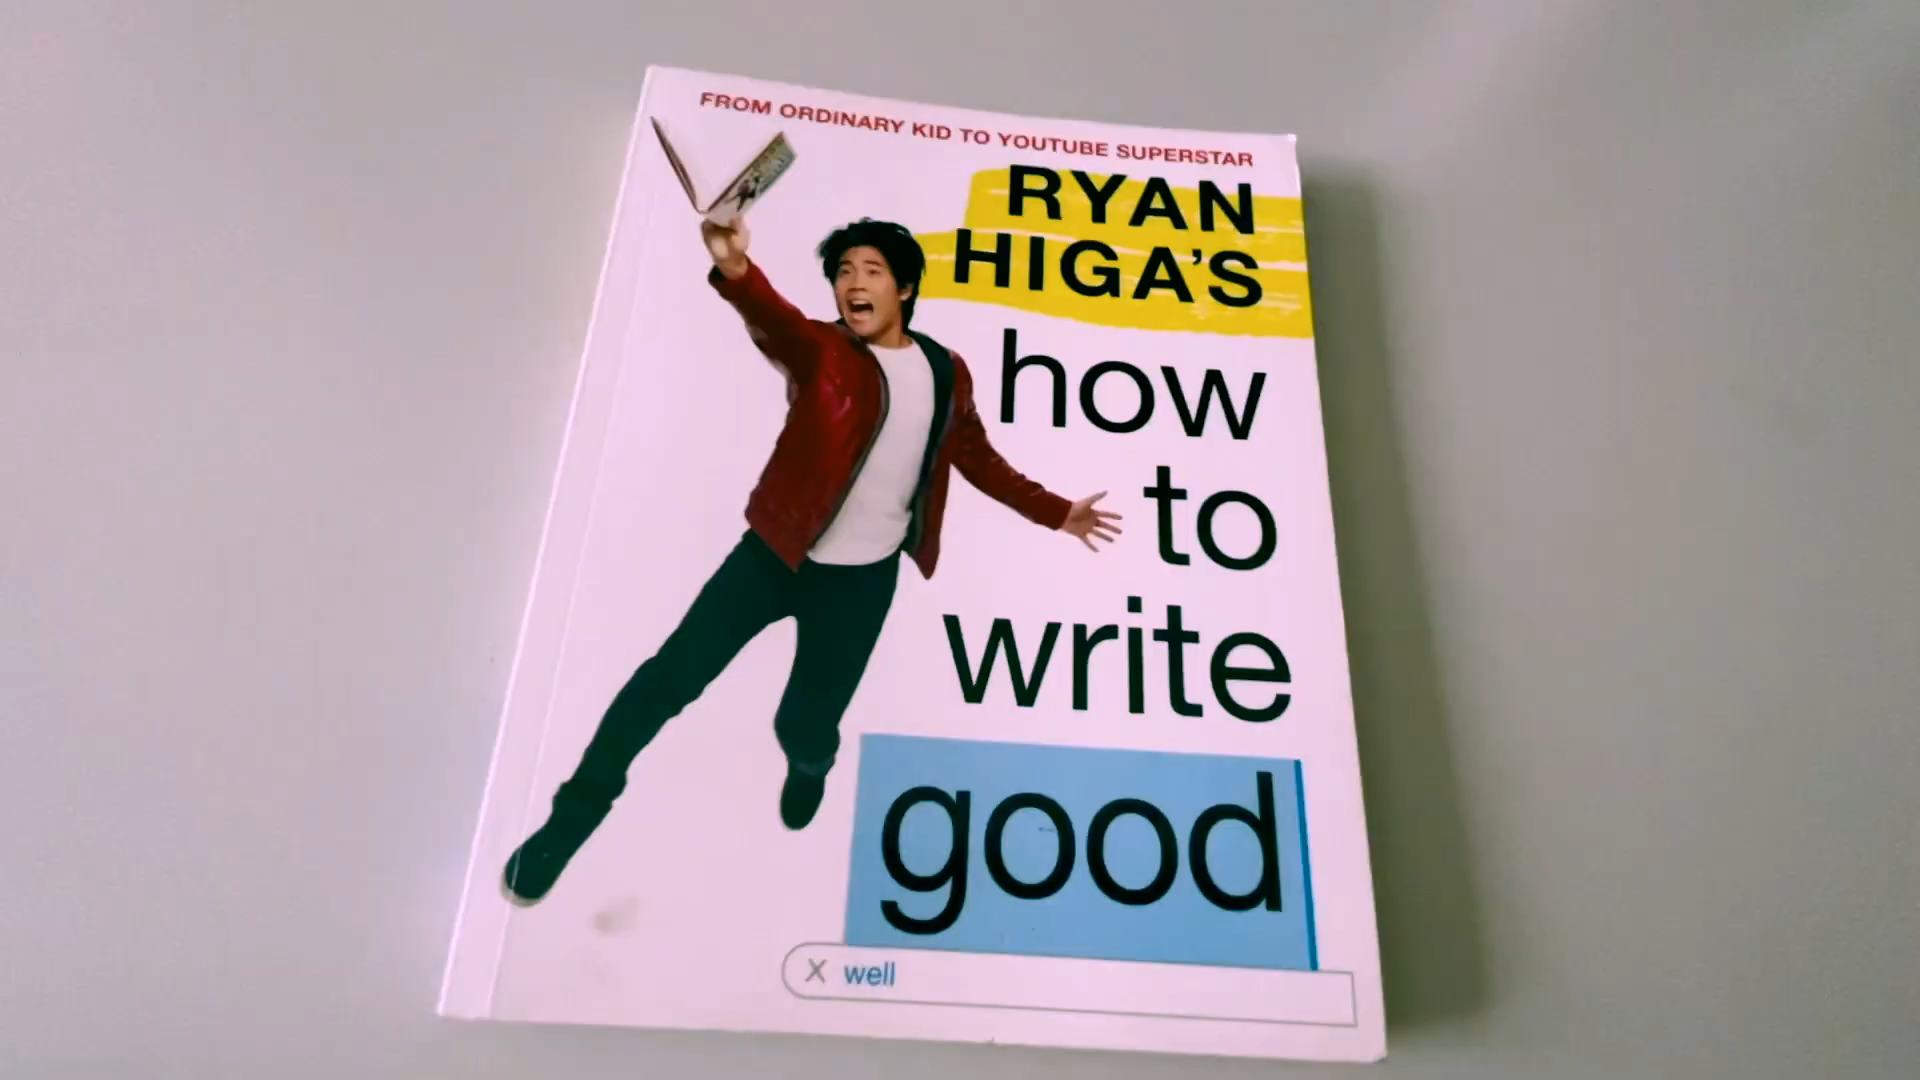 FROM ORDINARY KID TO YOUTUBE SUPERSTAR
RYAN
HIGA'S
how
to
write
good
X well